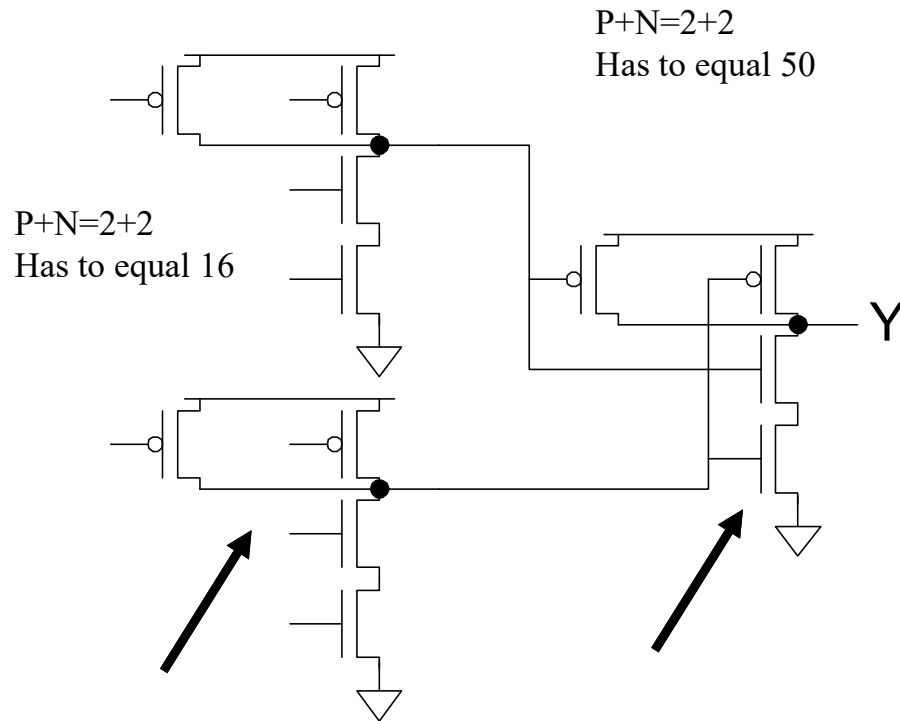 P+N=2+2
Has to equal 50
P+N=2+2
Has to equal 16
Y